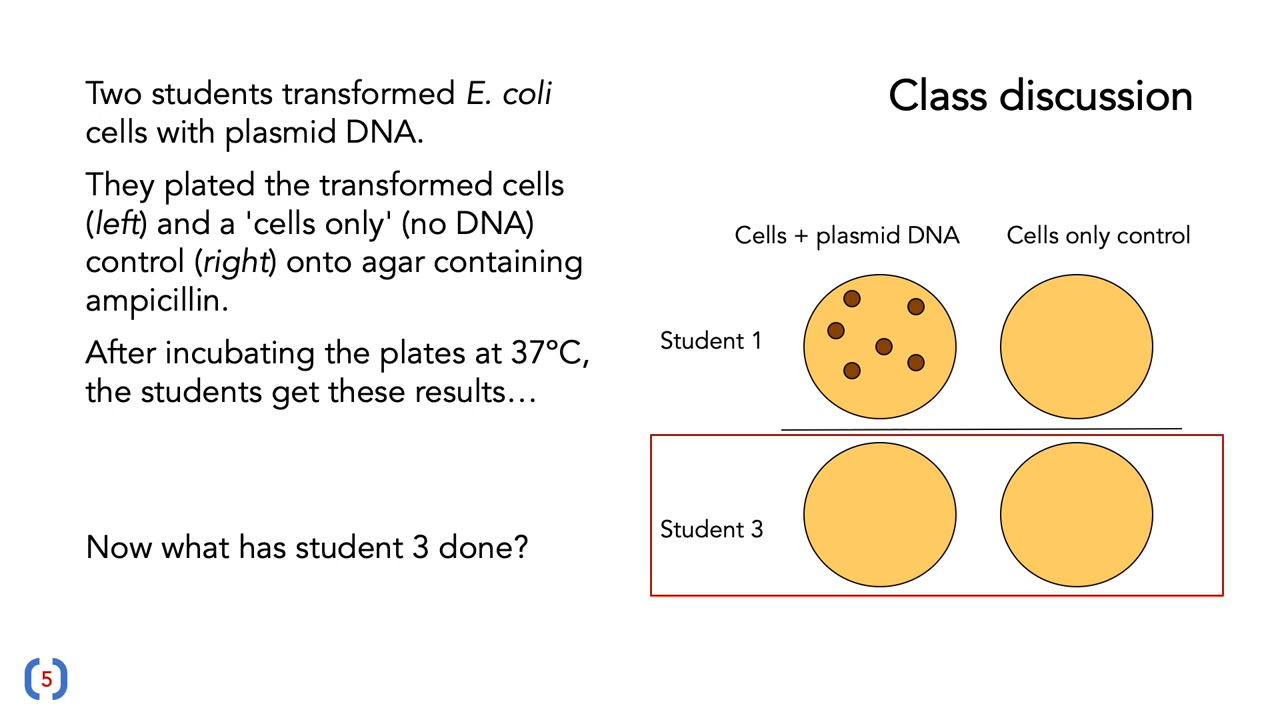 Class discussion
Two students transformed E. coli
cells with plasmid DNA.
They plated the transformed cells
(left) and a 'cells only' (no DNA)
control (right) onto agar containing
ampicillin.
After incubating the plates at 37ºC,
the students get these results…
Now what has student 3 done?
Cells + plasmid DNA
Cells only control
Student 1
Student 3
5